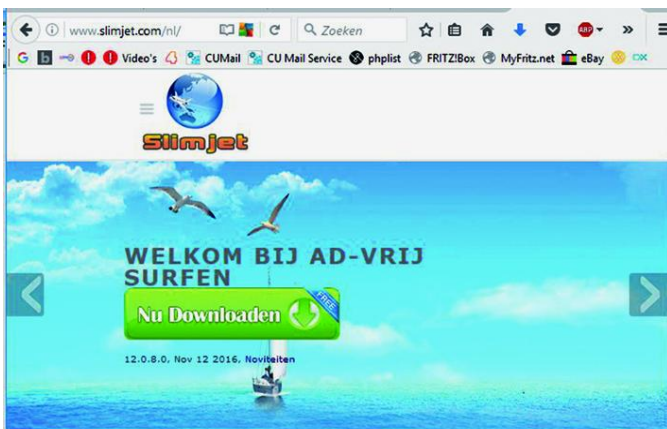 www.slimjet.com/nl/
Zoeken
ABP
G b Video's CUMail CU Mail Service phplist FRITZ!Box MyFritz.net eBay
Slimjet
WELKOM BIJ AD-VRIJ
SURFEN
Nu Downloaden FREE
12.0.8.0, Nov 12 2016, Noviteiten